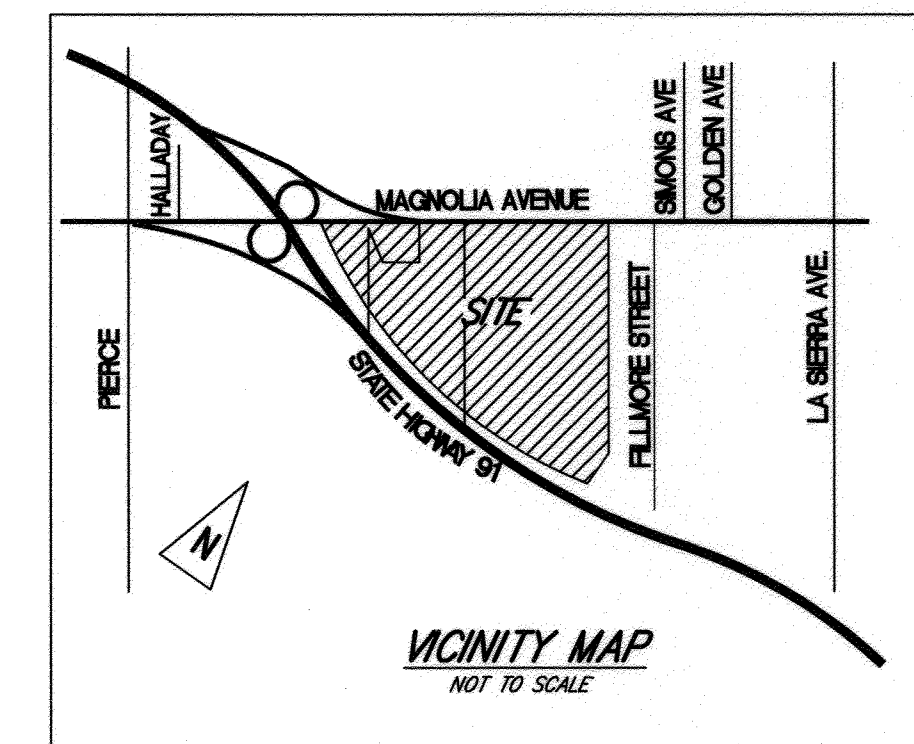 HALLADAY
SIMONS AVE
GOLDEN AVE
MAGNOLIA AVENUE
PIERCE
SITE
FILLMORE STREET
LA SIERRA AVE.
STATE HIGHWAY 91
N
VICINITY MAP
NOT TO SCALE